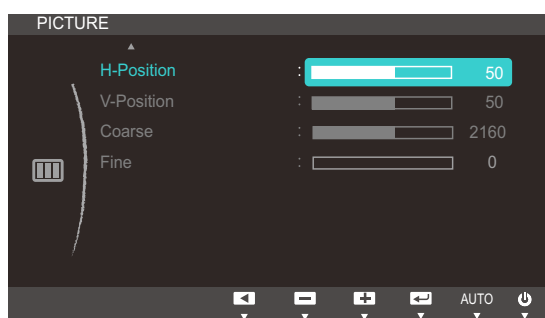 PICTURE
H-Position : 50
V-Position : 50
Coarse : 2160
Fine : 0
AUTO